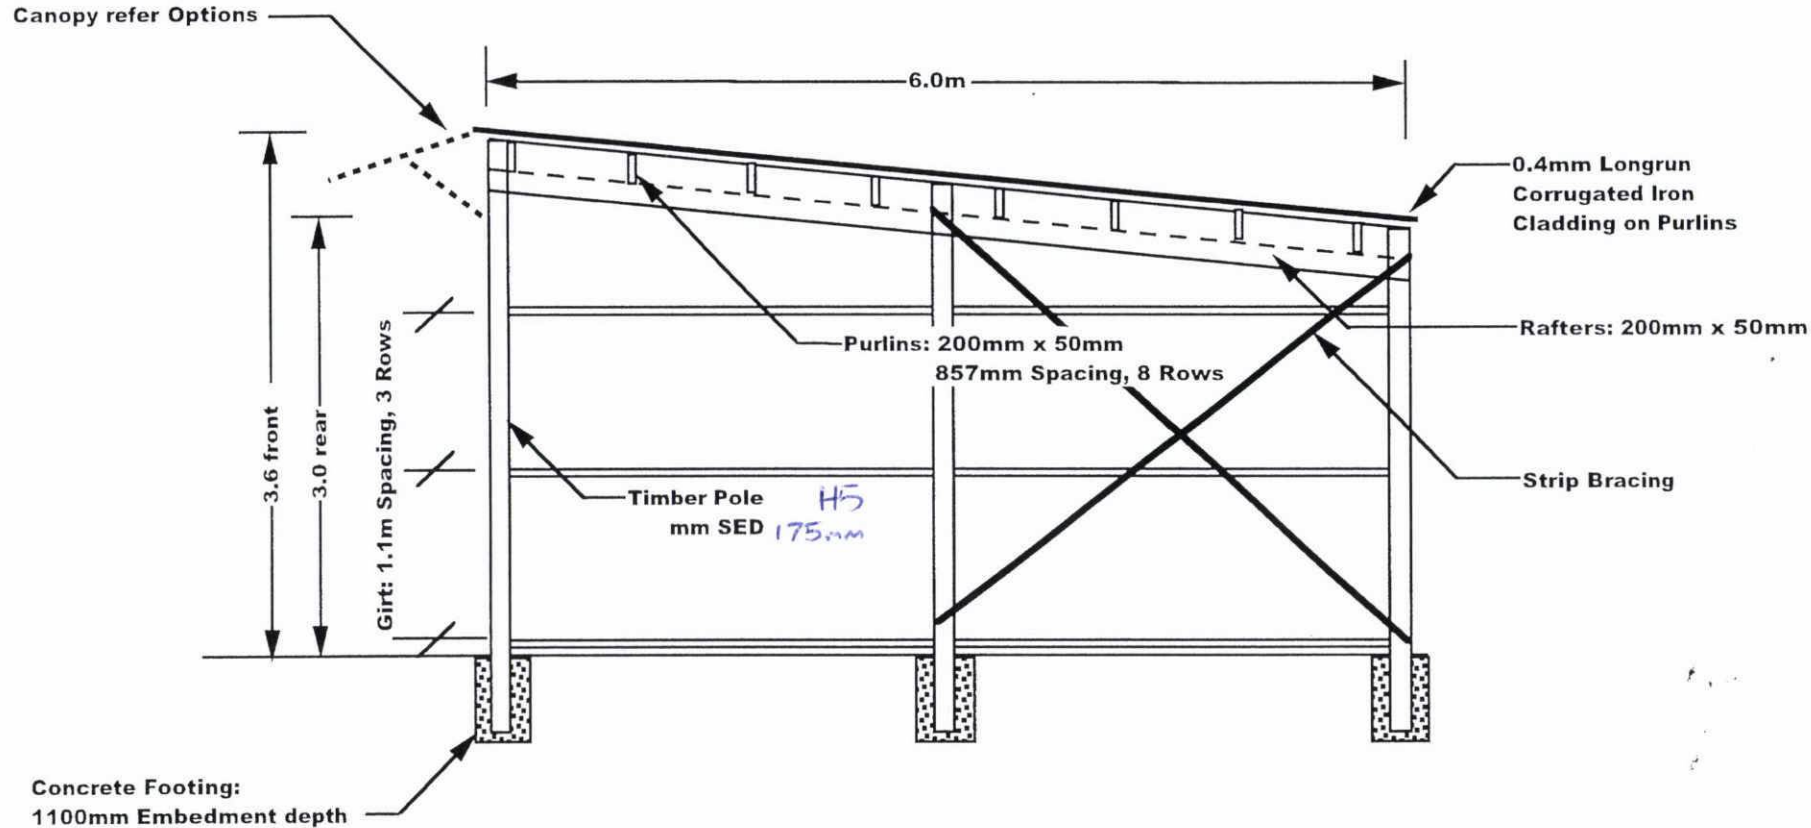 Canopy refer Options
6.0m
0.4mm Longrun
Corrugated Iron
Cladding on Purlins
Rafters: 200mm x 50mm
Purlins: 200mm x 50mm
857mm Spacing, 8 Rows
3.6 front
3.0 rear
Girt: 1.1m Spacing, 3 Rows
Timber Pole H5
mm SED 175mm
Strip Bracing
Concrete Footing:
1100mm Embedment depth